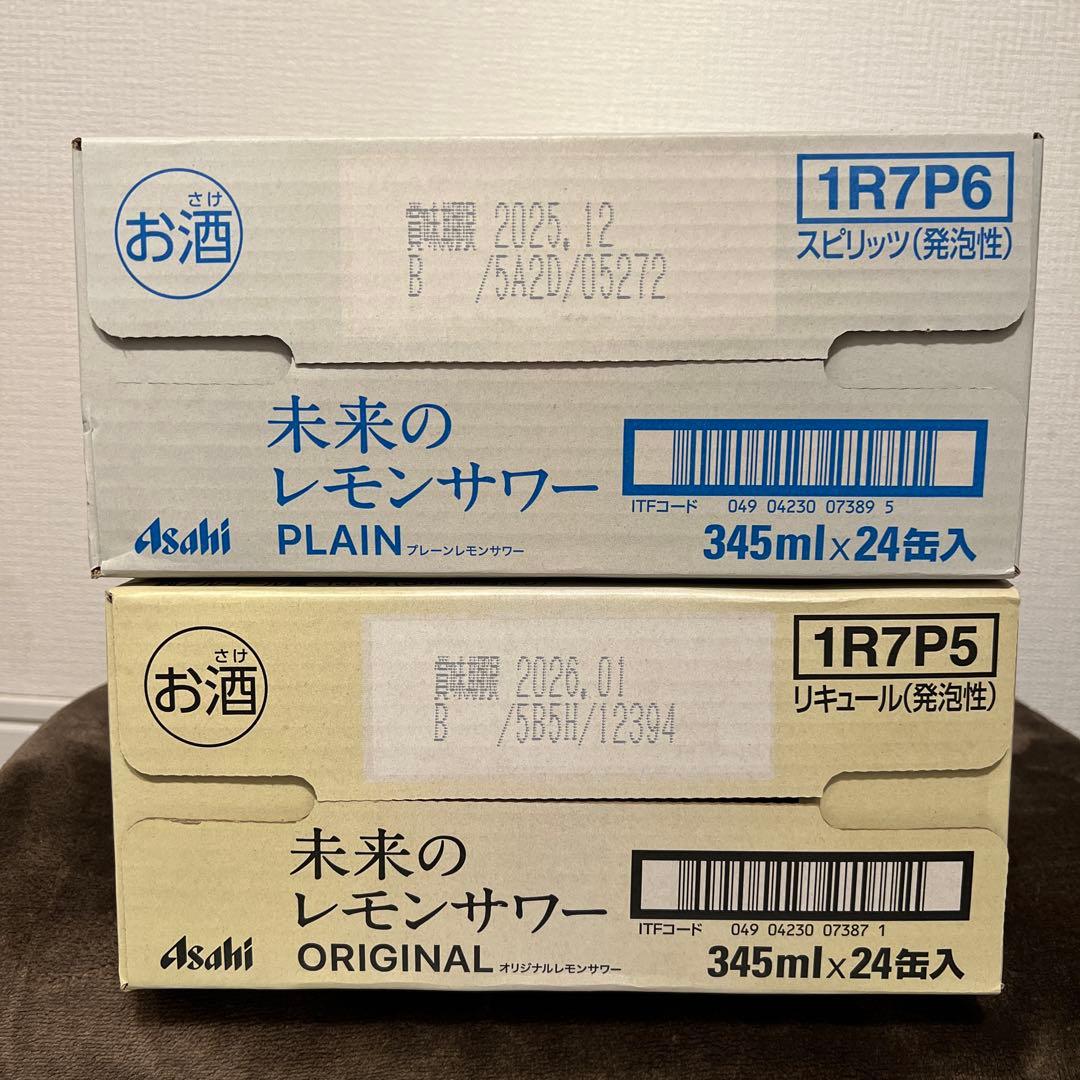 さけ
お酒
賞味期限 2025.12
B /5A2D/05272
1R7P6
スピリッツ(発泡性)
未来の
レモンサワー
Asahi PLAIN プレーンレモンサワー
ITFコード 049 04230 07389 5
345ml×24缶入
さけ
お酒
賞味期限 2026.01
B /5B5H/12394
1R7P5
リキュール(発泡性)
未来の
レモンサワー
Asahi ORIGINAL オリジナルレモンサワー
ITFコード 049 04230 07387 1
345ml×24缶入